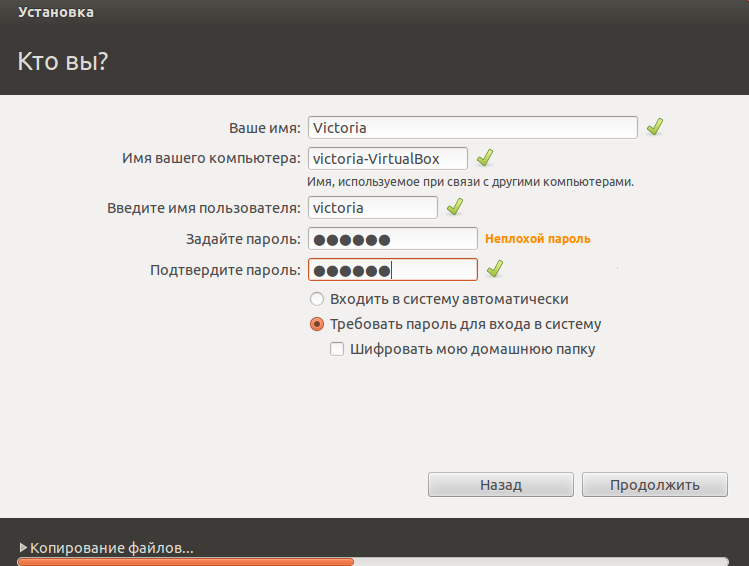 Установка
Кто вы?
Ваше имя: Victoria
Имя вашего компьютера: victoria-VirtualBox
Имя, используемое при связи с другими компьютерами.
Введите имя пользователя: victoria
Задайте пароль: ●●●●●● Неплохой пароль
Подтвердите пароль: ●●●●●●
Входить в систему автоматически
Требовать пароль для входа в систему
Шифровать мою домашнюю папку
Назад Продолжить
Копирование файлов...